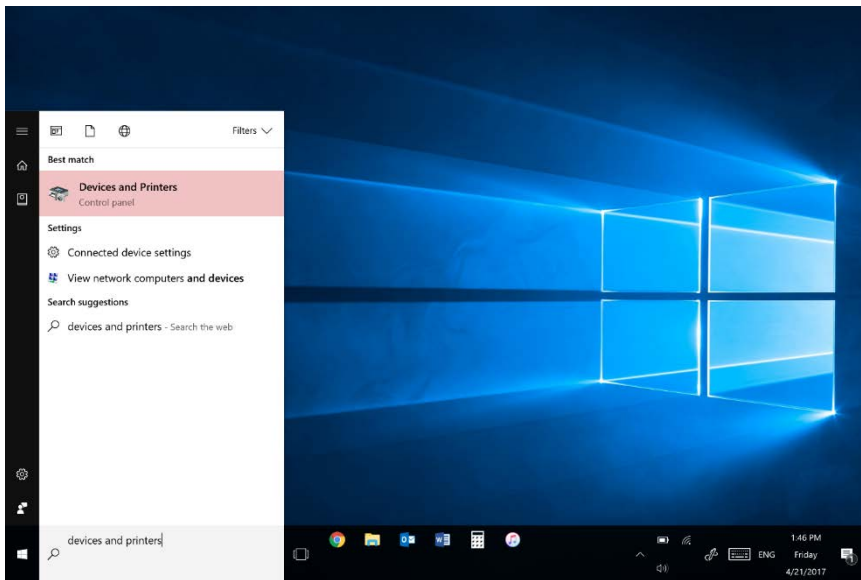 Filters
Best match
Devices and Printers
Control panel
Settings
Connected device settings
View network computers and devices
Search suggestions
devices and printers - Search the web
devices and printers
ENG
1:46 PM
Friday
4/21/2017
1